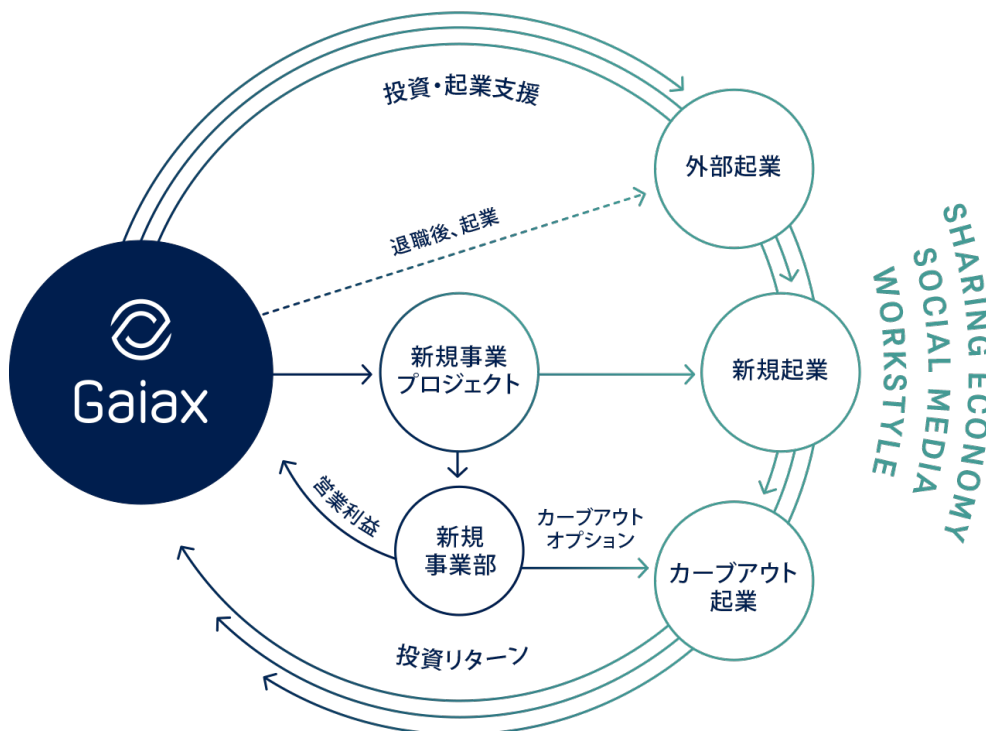 投資・起業支援
外部起業
退職後、起業
Gaiax
新規事業
プロジェクト
新規起業
営業利益
新規
事業部
カーブアウト
オプション
カーブアウト
起業
投資リターン
SHARING ECONOMY
SOCIAL MEDIA
WORKSTYLE